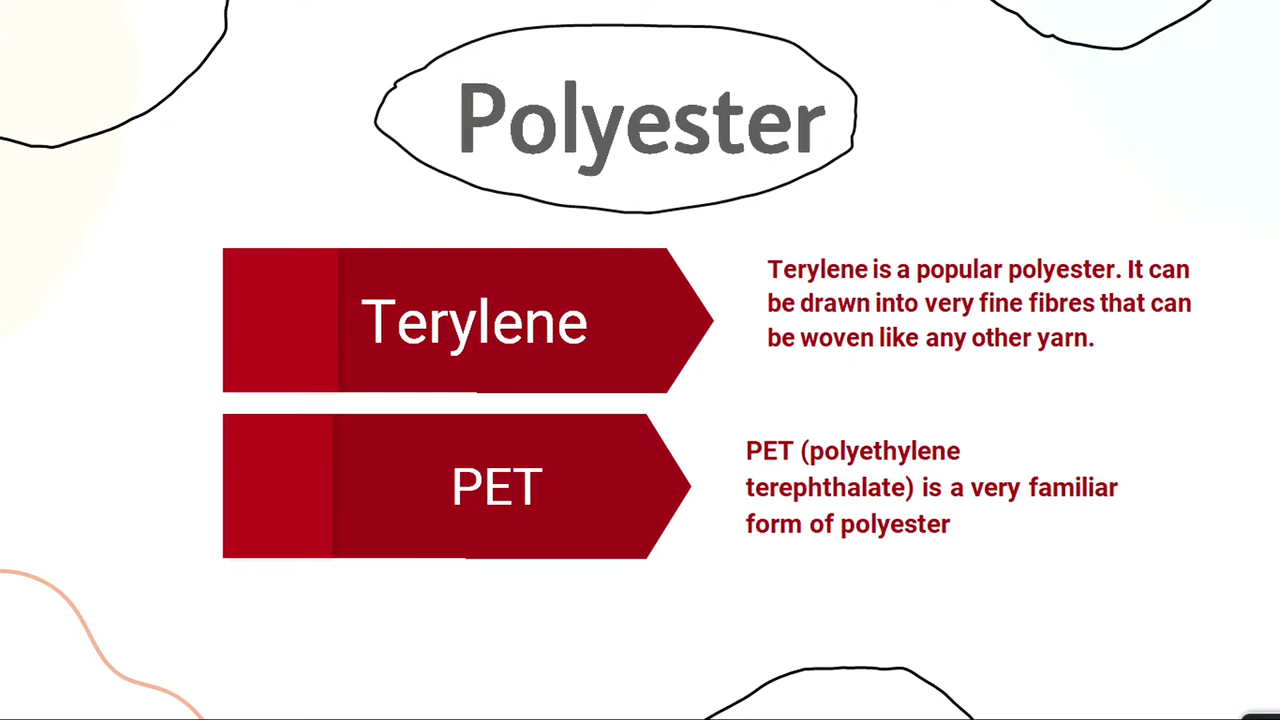 Polyester
Terylene
Terylene is a popular polyester. It can
be drawn into very fine fibres that can
be woven like any other yarn.
PET
PET (polyethylene
terephthalate) is a very familiar
form of polyester